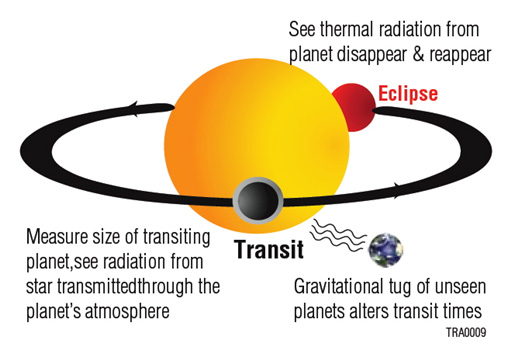 See thermal radiation from
planet disappear & reappear
Eclipse
Transit
Measure size of transiting
planet,see radiation from
star transmittedthrough the
planet's atmosphere
Gravitational tug of unseen
planets alters transit times
TRA0009